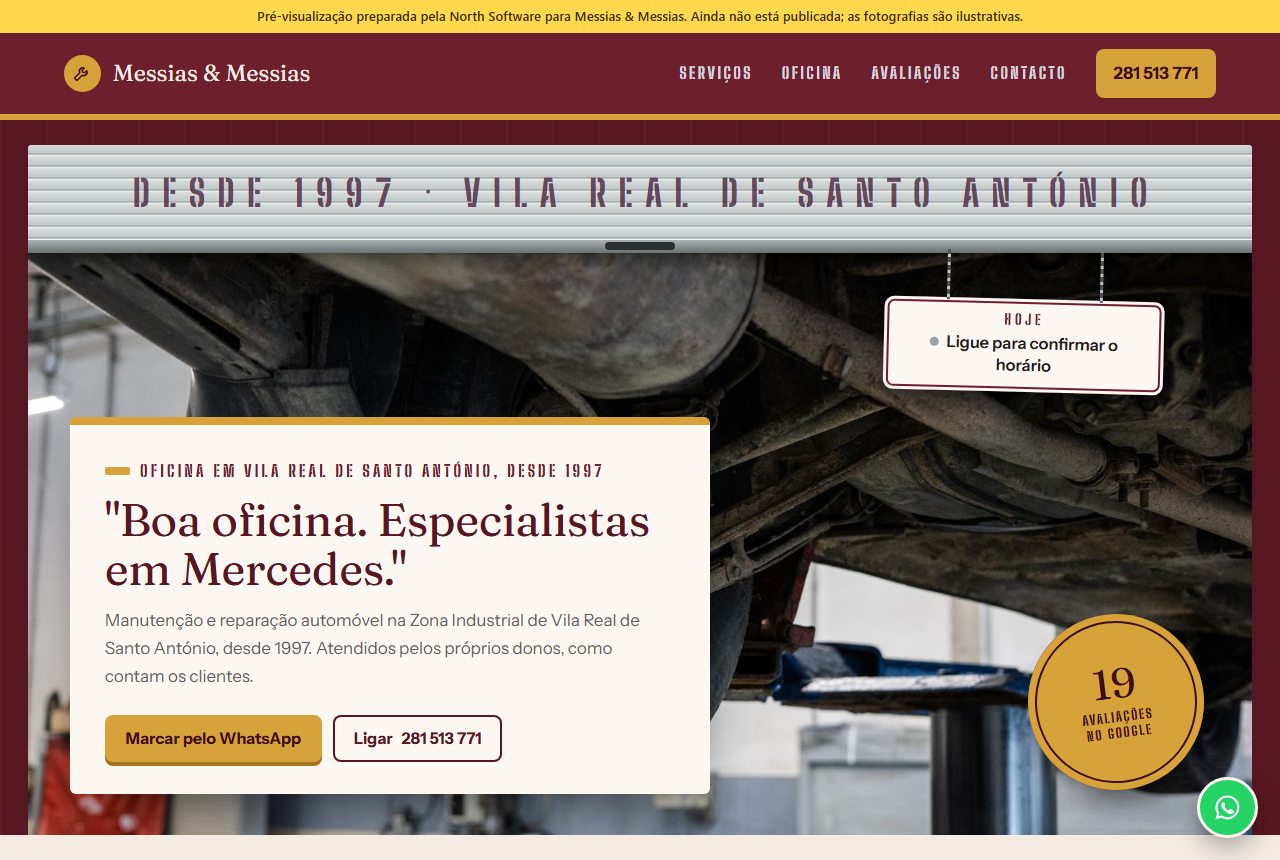 Pré-visualização preparada pela North Software para Messias & Messias. Ainda não está publicada; as fotografias são ilustrativas.
Messias & Messias
SERVIÇOS
OFICINA
AVALIAÇÕES
CONTACTO
281 513 771
DESDE 1997 · VILA REAL DE SANTO ANTÓNIO
HOJE
Ligue para confirmar o
horário
OFICINA EM VILA REAL DE SANTO ANTÓNIO, DESDE 1997
"Boa oficina. Especialistas
em Mercedes."
Manutenção e reparação automóvel na Zona Industrial de Vila Real de
Santo António, desde 1997. Atendidos pelos próprios donos, como
contam os clientes.
Marcar pelo WhatsApp
Ligar 281 513 771
19
AVALIAÇÕES
NO GOOGLE